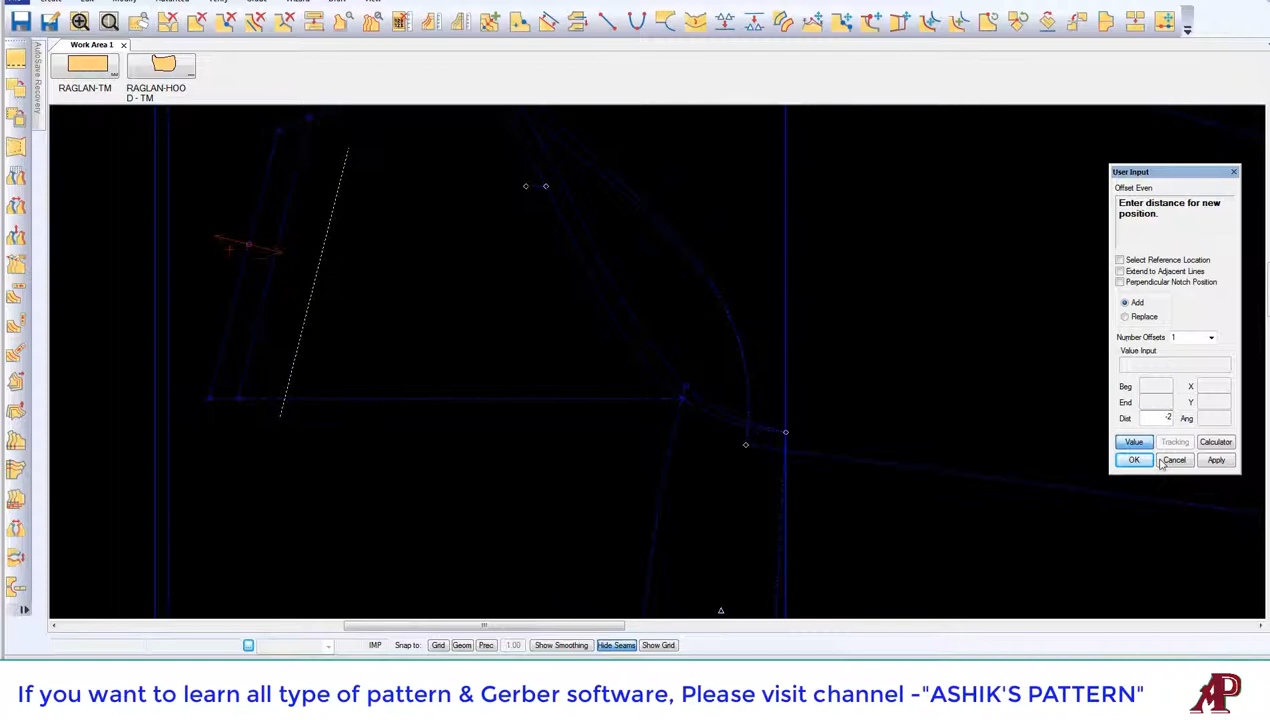 Work Area 1
AutoSave Recovery
RAGLAN-TM
RAGLAN-HOO
D - TM
User Input
Offset Even
Enter distance for new
position.
Select Reference Location
Extend to Adjacent Lines
Perpendicular Notch Position
Add
Replace
Number Offsets 1
Value Input
Beg X
End Y
Dist -2 Ang
Value Tracking Calculator
OK Cancel Apply
IMP Snap to: Grid Geom Prec 1.00 Show Smoothing Hide Seams Show Grid
If you want to learn all type of pattern & Gerber software, Please visit channel -"ASHIK'S PATTERN"
AP